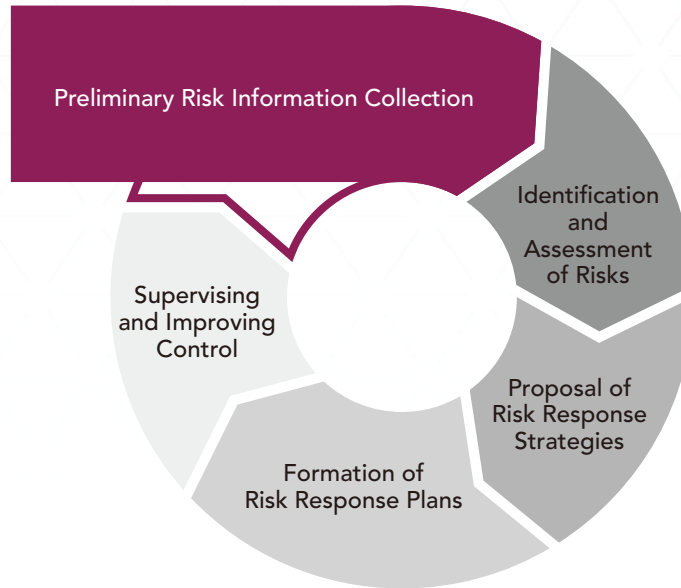 Preliminary Risk Information Collection
Identification
and
Assessment
of Risks
Proposal of
Risk Response
Strategies
Formation of
Risk Response Plans
Supervising
and Improving
Control